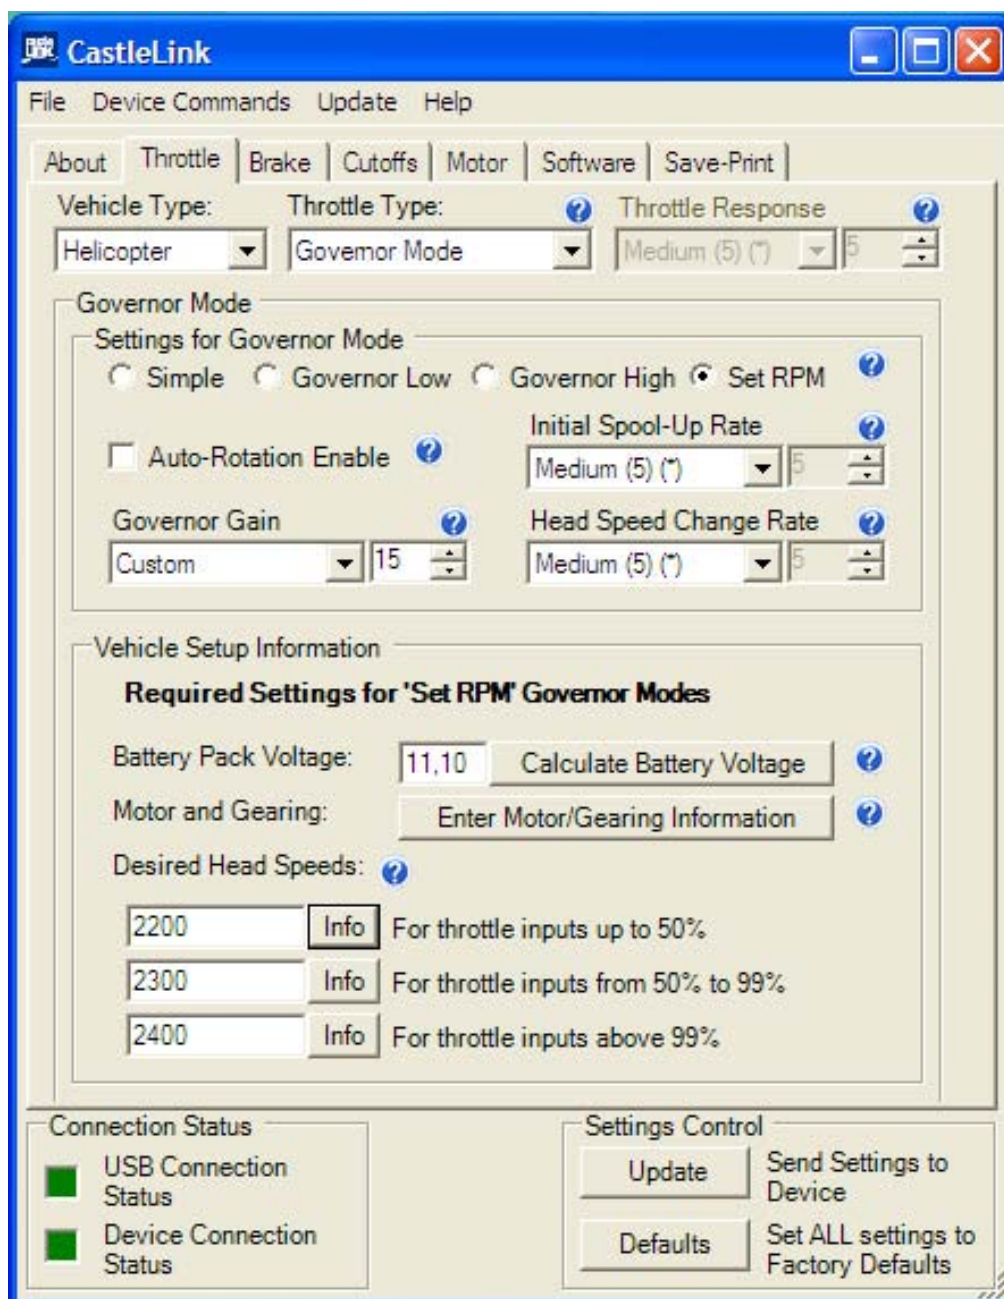 CastleLink
File Device Commands Update Help
About Throttle Brake Cutoffs Motor Software Save-Print
Vehicle Type: Throttle Type: ? Throttle Response ?
Helicopter Governor Mode Medium (5) (*) 5
Governor Mode
Settings for Governor Mode
Simple Governor Low Governor High Set RPM ?
Initial Spool-Up Rate ?
Auto-Rotation Enable ? Medium (5) (*) 5
Governor Gain ? Head Speed Change Rate ?
Custom 15 Medium (5) (*) 5
Vehicle Setup Information
Required Settings for 'Set RPM' Governor Modes
Battery Pack Voltage: 11,10 Calculate Battery Voltage ?
Motor and Gearing: Enter Motor/Gearing Information ?
Desired Head Speeds: ?
2200 Info For throttle inputs up to 50%
2300 Info For throttle inputs from 50% to 99%
2400 Info For throttle inputs above 99%
Connection Status
USB Connection
Status
Device Connection
Status
Settings Control
Update Send Settings to
Device
Defaults Set ALL settings to
Factory Defaults